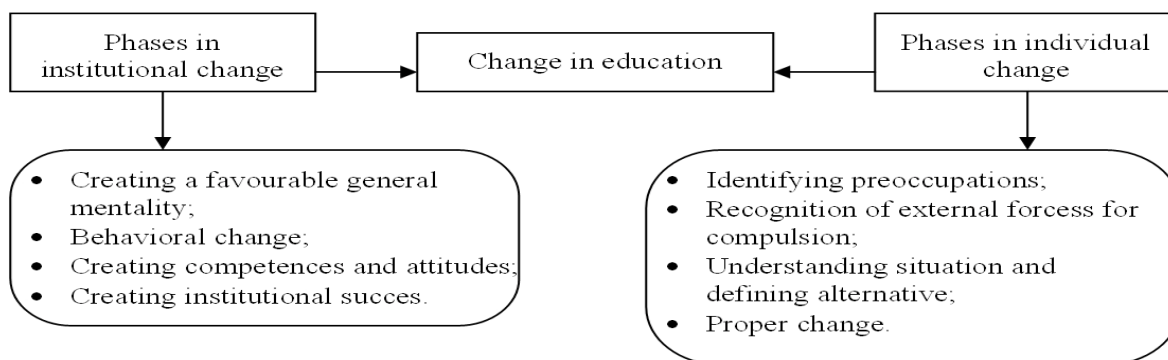 Phases in
institutional change
Change in education
Phases in individual
change
• Creating a favourable general
mentality;
• Behavioral change;
• Creating competences and attitudes;
• Creating institutional succes.
• Identifying preoccupations;
• Recognition of external forcess for
compulsion;
• Understanding situation and
defining alternative;
• Proper change.